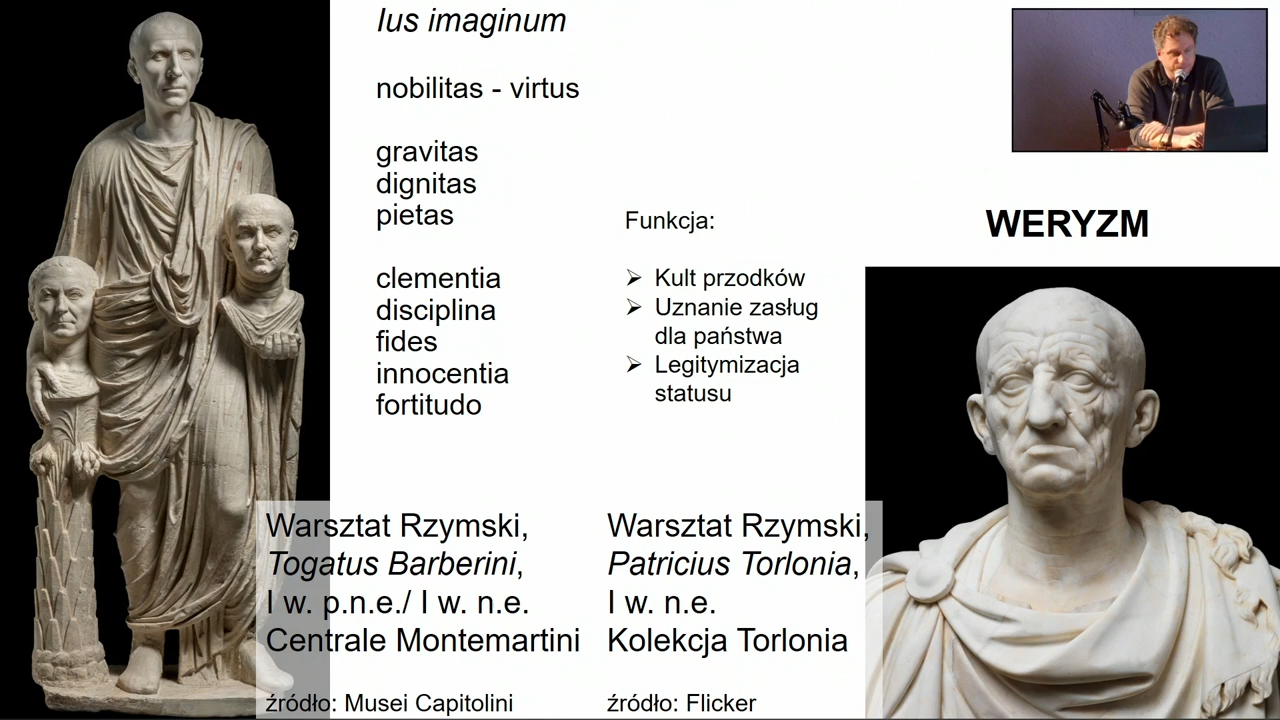 Ius imaginum
nobilitas - virtus
gravitas
dignitas
pietas
clementia
disciplina
fides
innocentia
fortitudo
Funkcja:
Kult przodków
Uznanie zasług
dla państwa
Legitymizacja
statusu
WERYZM
Warsztat Rzymski,
Togatus Barberini,
I w. p.n.e./ I w. n.e.
Centrale Montemartini
źródło: Musei Capitolini
Warsztat Rzymski,
Patricius Torlonia,
I w. n.e.
Kolekcja Torlonia
źródło: Flicker